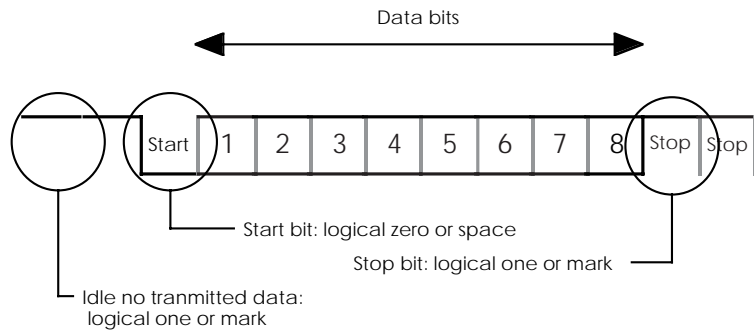 Data bits
Start 1 2 3 4 5 6 7 8 Stop Stop
Start bit: logical zero or space
Stop bit: logical one or mark
Idle no tranmitted data:
logical one or mark